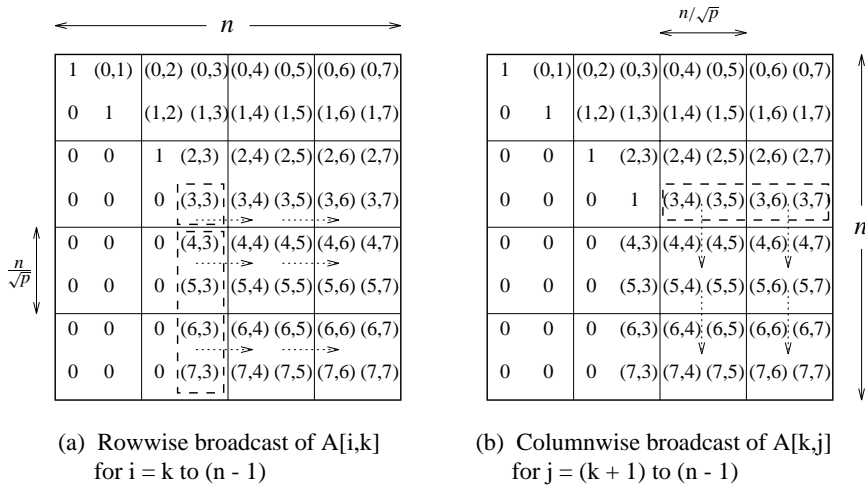 n
1 (0,1) (0,2) (0,3) (0,4) (0,5) (0,6) (0,7)
0 1 (1,2) (1,3) (1,4) (1,5) (1,6) (1,7)
0 0 1 (2,3) (2,4) (2,5) (2,6) (2,7)
0 0 0 (3,3) (3,4) (3,5) (3,6) (3,7)
0 0 0 (4,3) (4,4) (4,5) (4,6) (4,7)
n/√p
0 0 0 (5,3) (5,4) (5,5) (5,6) (5,7)
0 0 0 (6,3) (6,4) (6,5) (6,6) (6,7)
0 0 0 (7,3) (7,4) (7,5) (7,6) (7,7)
(a) Rowwise broadcast of A[i,k]
for i = k to (n - 1)
n/√p
1 (0,1) (0,2) (0,3) (0,4) (0,5) (0,6) (0,7)
0 1 (1,2) (1,3) (1,4) (1,5) (1,6) (1,7)
0 0 1 (2,3) (2,4) (2,5) (2,6) (2,7)
0 0 0 1 (3,4) (3,5) (3,6) (3,7)
n
0 0 0 (4,3) (4,4) (4,5) (4,6) (4,7)
0 0 0 (5,3) (5,4) (5,5) (5,6) (5,7)
0 0 0 (6,3) (6,4) (6,5) (6,6) (6,7)
0 0 0 (7,3) (7,4) (7,5) (7,6) (7,7)
(b) Columnwise broadcast of A[k,j]
for j = (k + 1) to (n - 1)